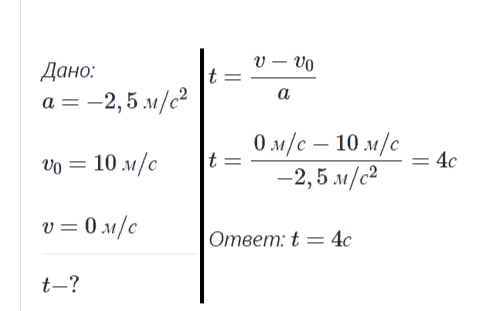 Дано:
a = −2,5 м/с²
v₀ = 10 м/с
v = 0 м/с
t−?
t = (v − v₀) / a
t = (0 м/с − 10 м/с) / (−2,5 м/с²) = 4с
Ответ: t = 4с